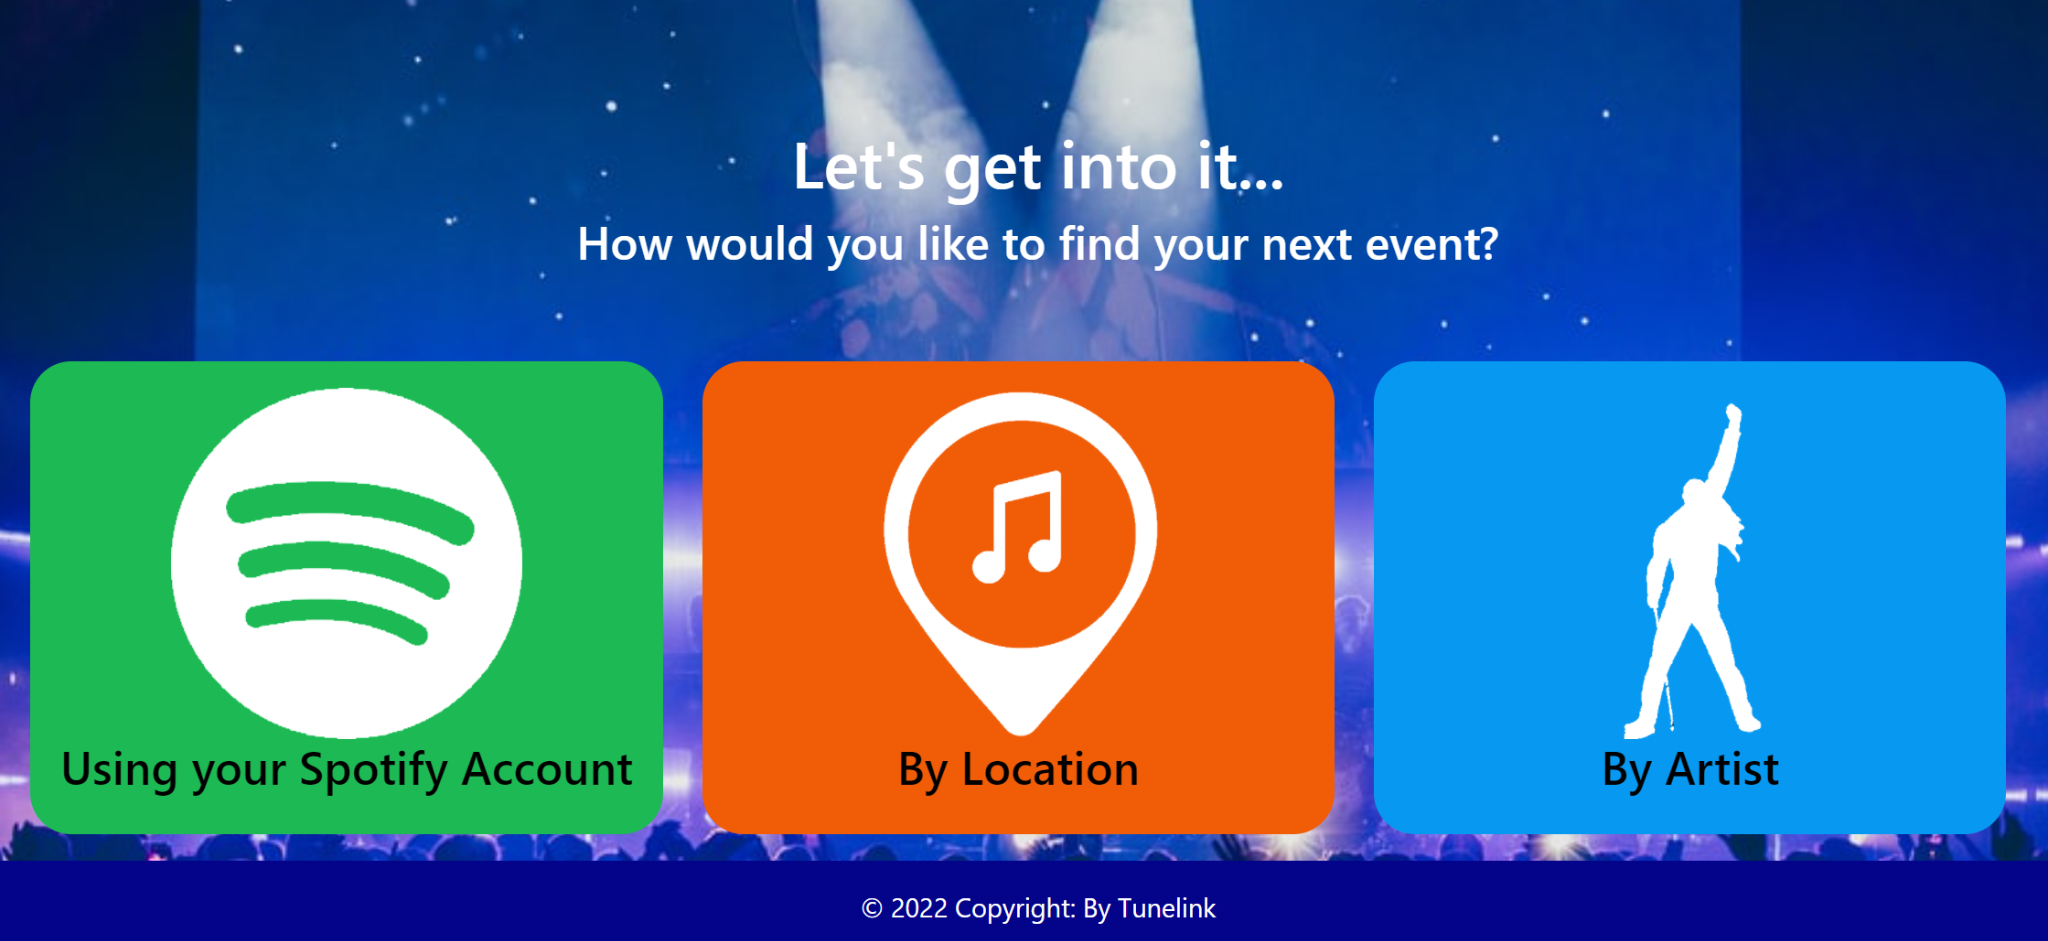 Let's get into it...
How would you like to find your next event?
Using your Spotify Account
By Location
By Artist
© 2022 Copyright: By Tunelink